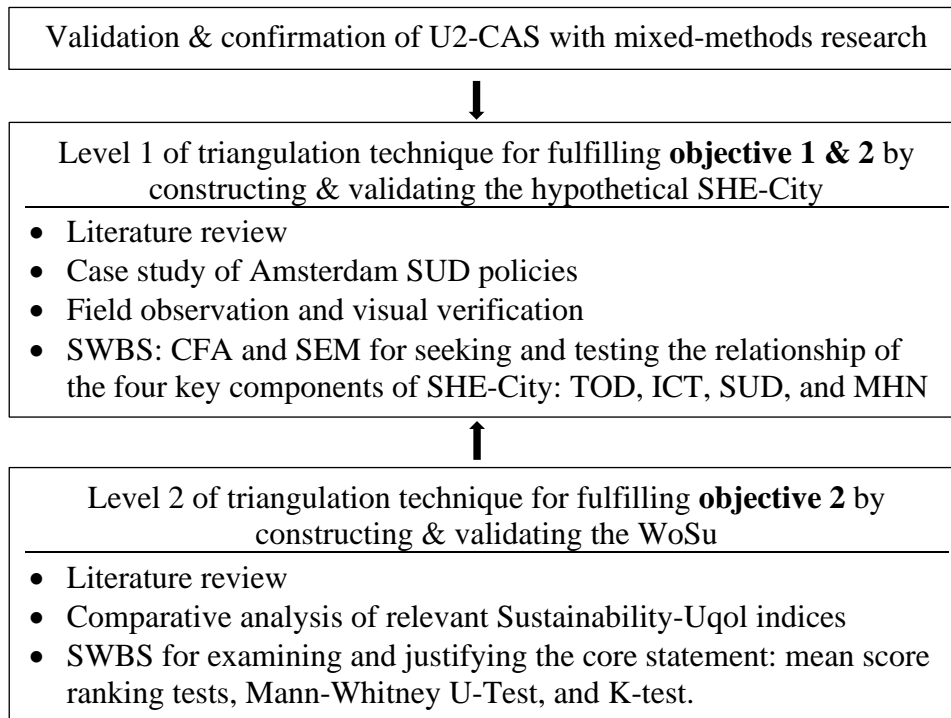 Validation & confirmation of U2-CAS with mixed-methods research
Level 1 of triangulation technique for fulfilling objective 1 & 2 by
constructing & validating the hypothetical SHE-City
• Literature review
• Case study of Amsterdam SUD policies
• Field observation and visual verification
• SWBS: CFA and SEM for seeking and testing the relationship of
the four key components of SHE-City: TOD, ICT, SUD, and MHN
Level 2 of triangulation technique for fulfilling objective 2 by
constructing & validating the WoSu
• Literature review
• Comparative analysis of relevant Sustainability-Uqol indices
• SWBS for examining and justifying the core statement: mean score
ranking tests, Mann-Whitney U-Test, and K-test.